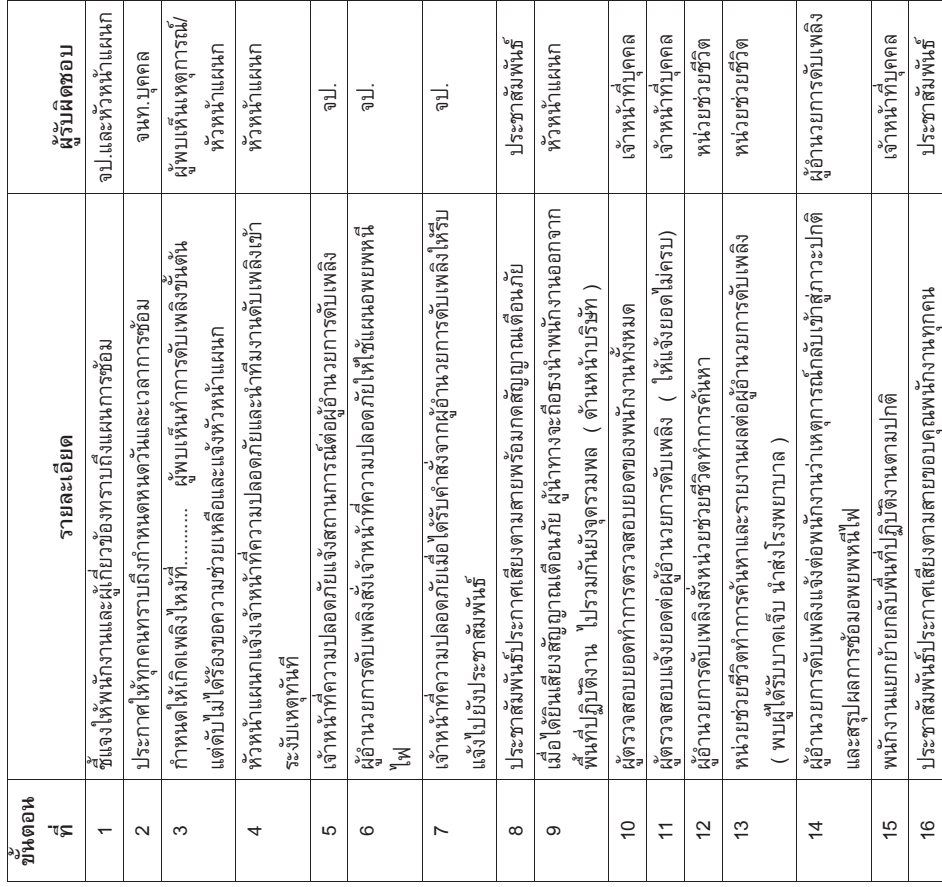 ขั้นตอน
ที่
รายละเอียด
ผู้รับผิดชอบ
1
ชี้แจงให้พนักงานและผู้เกี่ยวข้องทราบถึงแผนการซ้อม
จป.และหัวหน้าแผนก
2
ประกาศให้ทุกคนทราบถึงกำหนดหนดวันและเวลาการซ้อม
จนท.บุคคล
3
กำหนดให้เกิดเพลิงไหม้ที่............ ผู้พบเห็นทำการดับเพลิงขั้นต้น
แต่ดับไม่ได้ร้องขอความช่วยเหลือและแจ้งหัวหน้าแผนก
ผู้พบเห็นเหตุการณ์/
หัวหน้าแผนก
4
หัวหน้าแผนกแจ้งเจ้าหน้าที่ความปลอดภัยและนำทีมงานดับเพลิงเข้า
ระงับเหตุทันที
หัวหน้าแผนก
5
เจ้าหน้าที่ความปลอดภัยแจ้งสถานการณ์ต่อผู้อำนวยการดับเพลิง
จป.
6
ผู้อำนวยการดับเพลิงสั่งเจ้าหน้าที่ความปลอดภัยให้ใช้แผนอพยพหนี
ไฟ
จป.
7
เจ้าหน้าที่ความปลอดภัยเมื่อได้รับคำสั่งจากผู้อำนวยการดับเพลิงให้รีบ
แจ้งไปยังประชาสัมพันธ์
จป.
8
ประชาสัมพันธ์ประกาศเสียงตามสายพร้อมกดสัญญาณเตือนภัย
ประชาสัมพันธ์
9
เมื่อได้ยินเสียงสัญญาณเตือนภัย ผู้นำทางจะถือธงนำพนักงานออกจาก
พื้นที่ปฏิบัติงาน ไปรวมกันยังจุดรวมพล ( ด้านหน้าบริษัท )
หัวหน้าแผนก
10
ผู้ตรวจสอบยอดทำการตรวจสอบยอดของพนักงานทั้งหมด
เจ้าหน้าที่บุคคล
11
ผู้ตรวจสอบแจ้งยอดต่อผู้อำนวยการดับเพลิง ( ให้แจ้งยอดไม่ครบ)
เจ้าหน้าที่บุคคล
12
ผู้อำนวยการดับเพลิงสั่งหน่วยช่วยชีวิตทำการค้นหา
หน่วยช่วยชีวิต
13
หน่วยช่วยชีวิตทำการค้นหาและรายงานผลต่อผู้อำนวยการดับเพลิง
( พบผู้ได้รับบาดเจ็บ นำส่งโรงพยาบาล )
หน่วยช่วยชีวิต
14
ผู้อำนวยการดับเพลิงแจ้งต่อพนักงานว่าเหตุการณ์กลับเข้าสู่ภาวะปกติ
และสรุปผลการซ้อมอพยพหนีไฟ
ผู้อำนวยการดับเพลิง
15
พนักงานแยกย้ายกลับพื้นที่ปฏิบัติงานตามปกติ
เจ้าหน้าที่บุคคล
16
ประชาสัมพันธ์ประกาศเสียงตามสายขอบคุณพนักงานทุกคน
ประชาสัมพันธ์